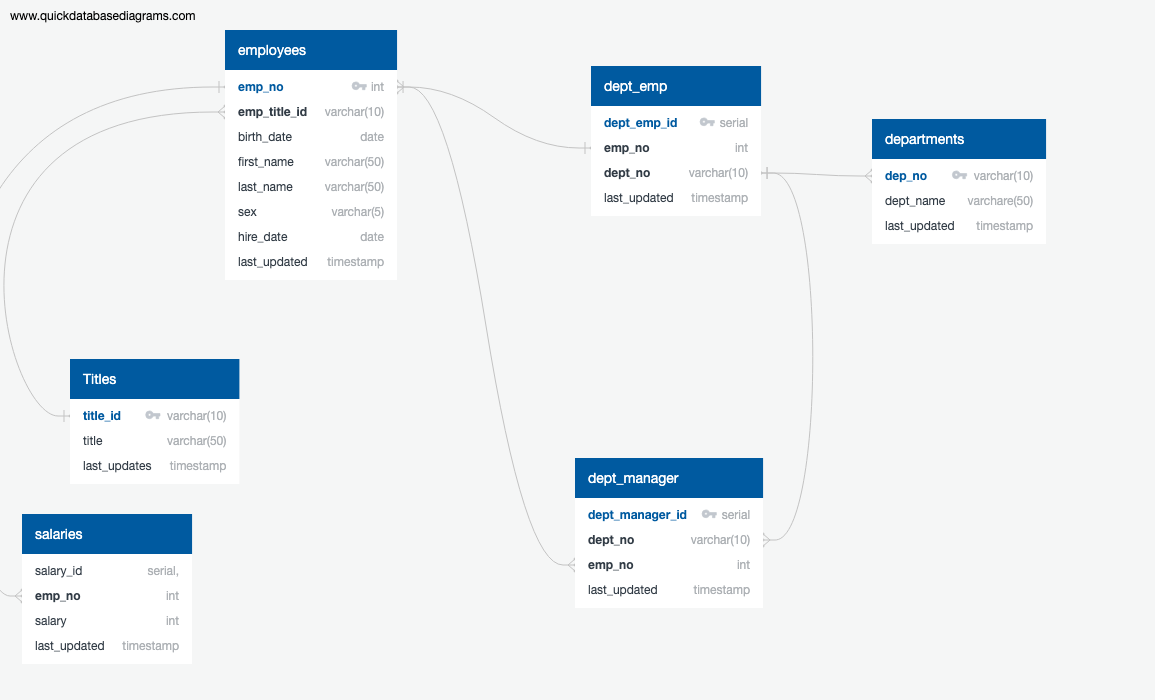 www.quickdatabasediagrams.com
employees
emp_no int
emp_title_id varchar(10)
birth_date date
first_name varchar(50)
last_name varchar(50)
sex varchar(5)
hire_date date
last_updated timestamp
dept_emp
dept_emp_id serial
emp_no int
dept_no varchar(10)
last_updated timestamp
departments
dep_no varchar(10)
dept_name varchare(50)
last_updated timestamp
Titles
title_id varchar(10)
title varchar(50)
last_updates timestamp
dept_manager
dept_manager_id serial
dept_no varchar(10)
emp_no int
last_updated timestamp
salaries
salary_id serial,
emp_no int
salary int
last_updated timestamp